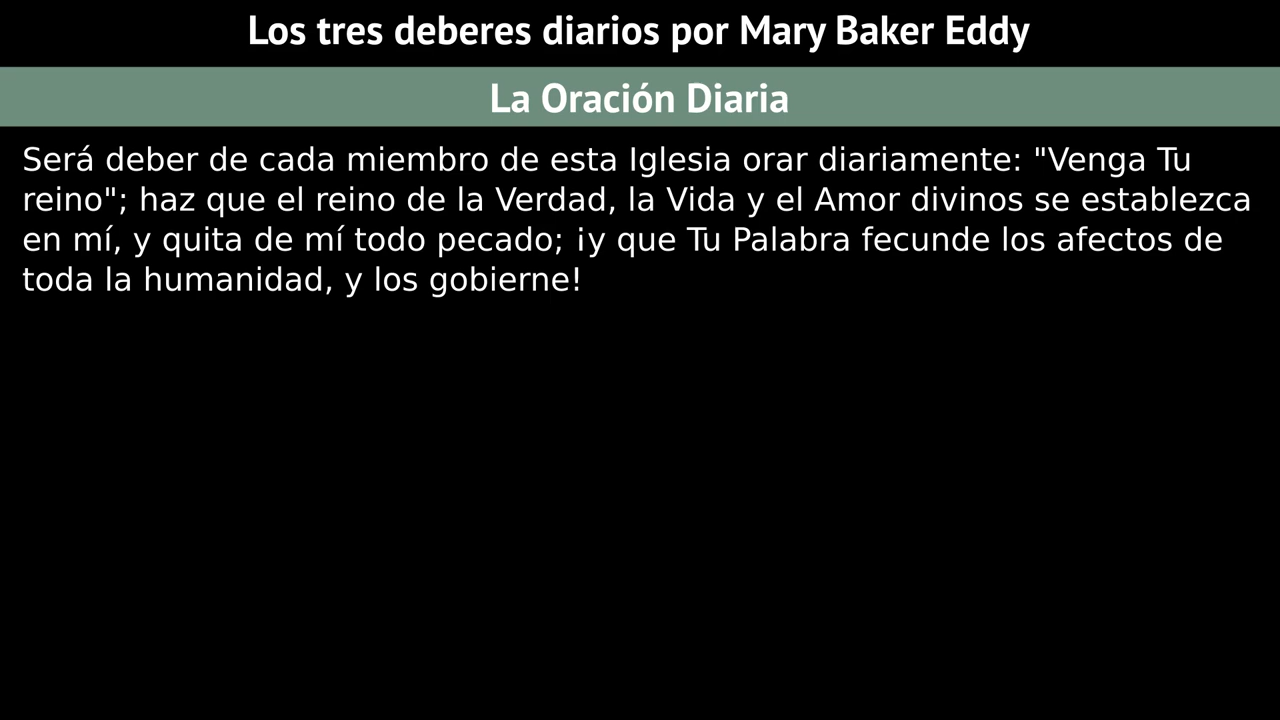 Los tres deberes diarios por Mary Baker Eddy
La Oración Diaria
Será deber de cada miembro de esta Iglesia orar diariamente: "Venga Tu
reino"; haz que el reino de la Verdad, la Vida y el Amor divinos se establezca
en mí, y quita de mí todo pecado; ¡y que Tu Palabra fecunde los afectos de
toda la humanidad, y los gobierne!